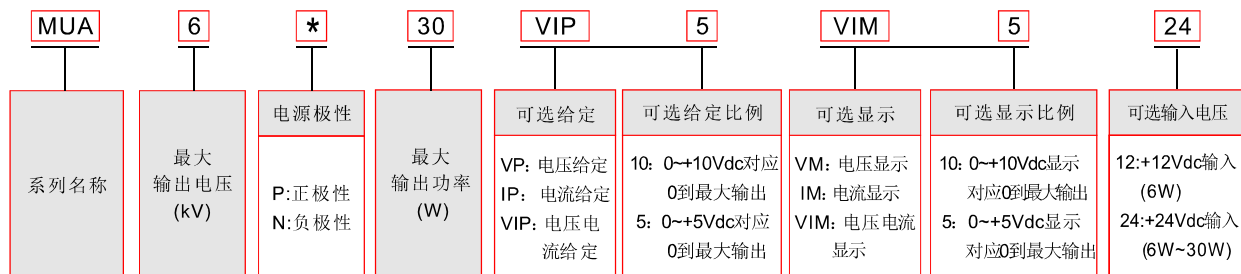 MUA 6 * 30 VIP 5 VIM 5 24
系列名称
最大
输出电压
(kV)
电源极性
P:正极性
N:负极性
最大
输出功率
(W)
可选给定
VP: 电压给定
IP: 电流给定
VIP: 电压电
流给定
可选给定比例
10: 0~+10Vdc对应
0到最大输出
5: 0~+5Vdc对应
0到最大输出
可选显示
VM: 电压显示
IM: 电流显示
VIM: 电压电流
显示
可选显示比例
10: 0~+10Vdc显示
对应0到最大输出
5: 0~+5Vdc显示
对应0到最大输出
可选输入电压
12:+12Vdc输入
(6W)
24:+24Vdc输入
(6W~30W)